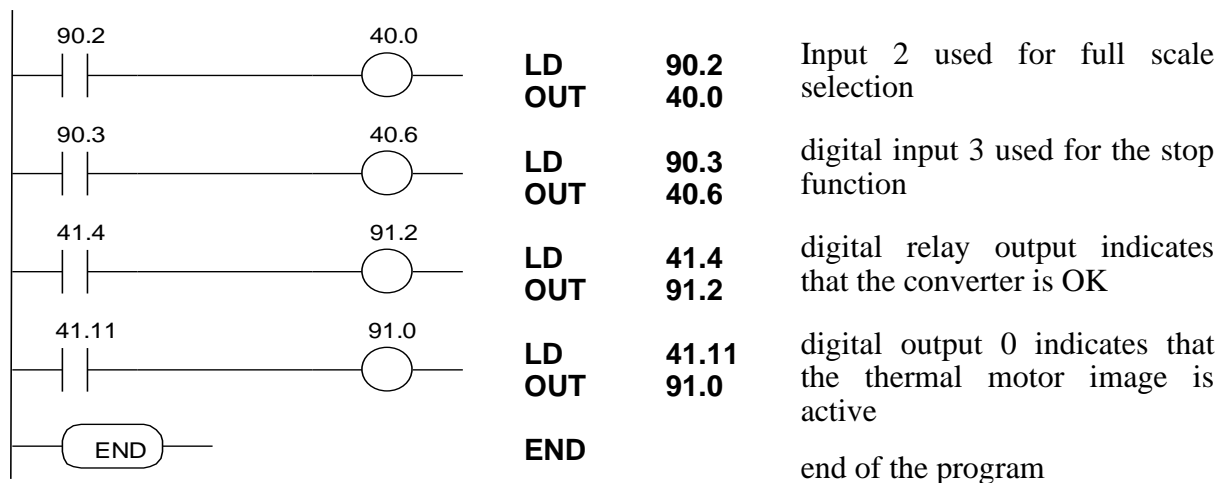 90.2 40.0
LD 90.2
OUT 40.0
Input 2 used for full scale
selection
90.3 40.6
LD 90.3
OUT 40.6
digital input 3 used for the stop
function
41.4 91.2
LD 41.4
OUT 91.2
digital relay output indicates
that the converter is OK
41.11 91.0
LD 41.11
OUT 91.0
digital output 0 indicates that
the thermal motor image is
active
END
END
end of the program